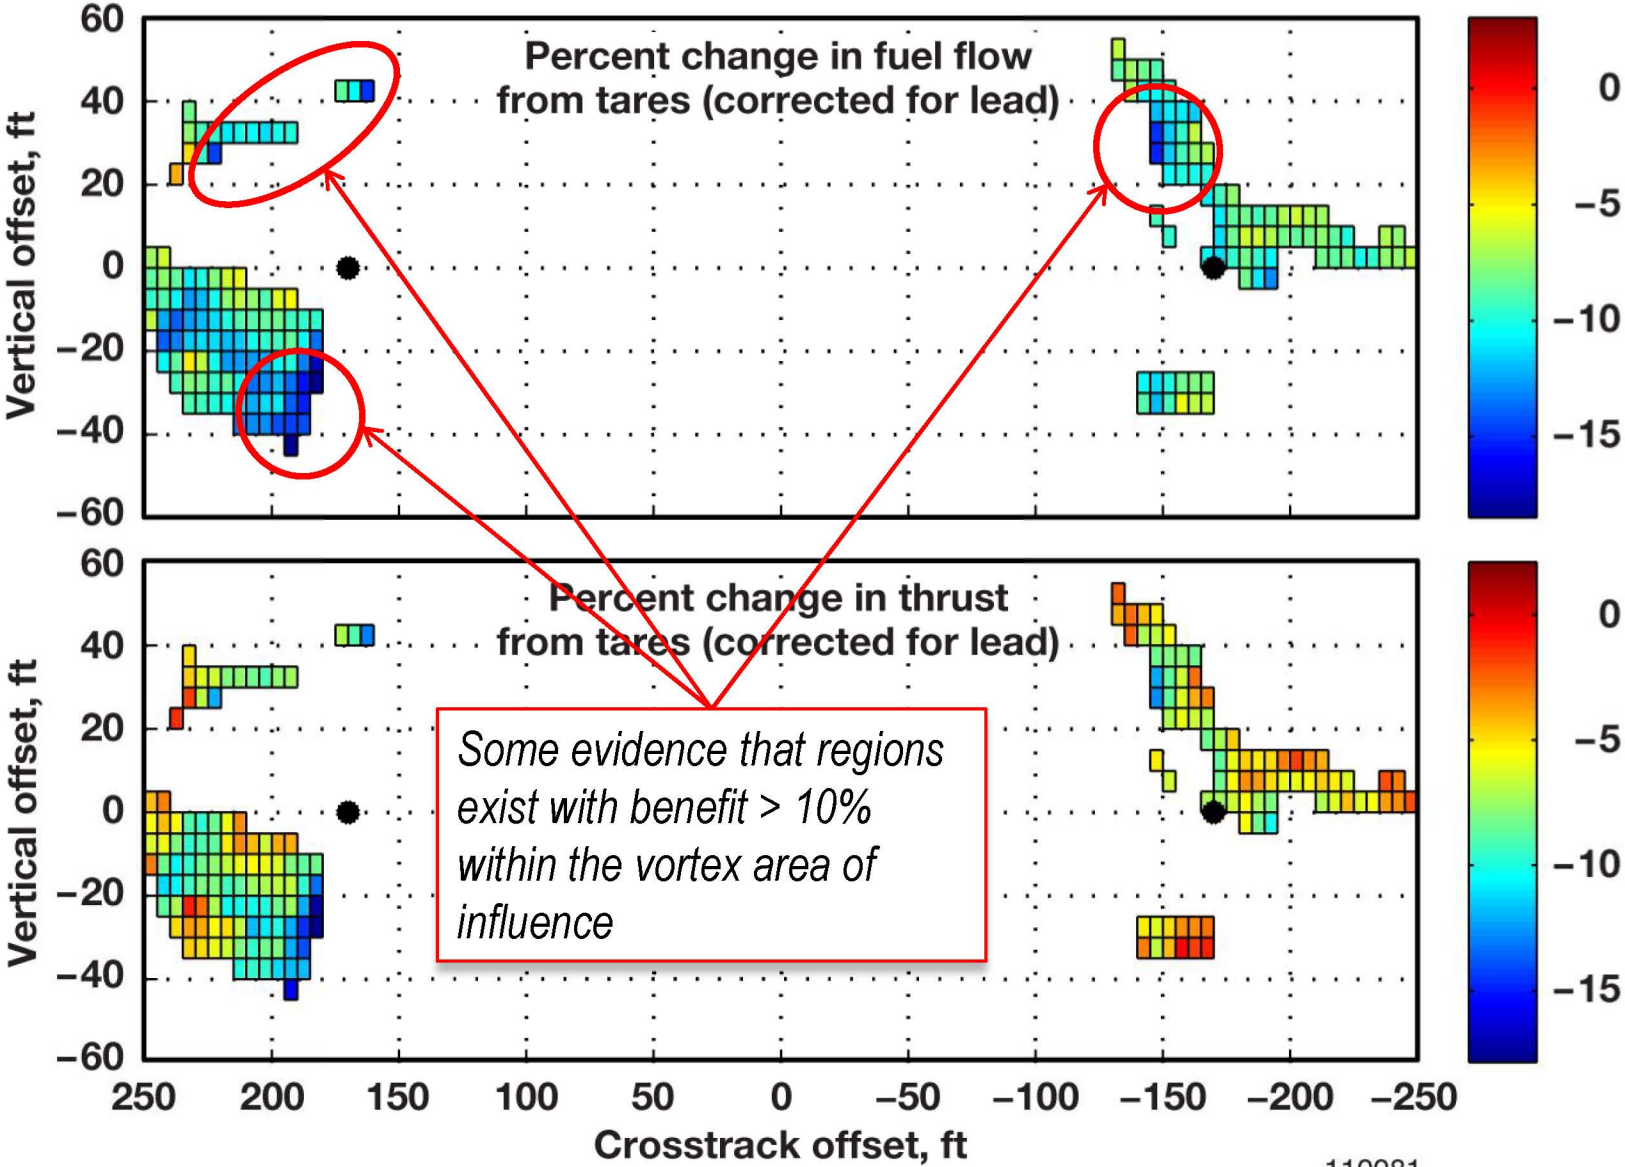 Percent change in fuel flow
from tares (corrected for lead)
Vertical offset, ft
60
40
20
0
−20
−40
−60
0
−5
−10
−15
Percent change in thrust
from tares (corrected for lead)
Vertical offset, ft
60
40
20
0
−20
−40
−60
0
−5
−10
−15
Some evidence that regions
exist with benefit > 10%
within the vortex area of
influence
250 200 150 100 50 0 −50 −100 −150 −200 −250
Crosstrack offset, ft